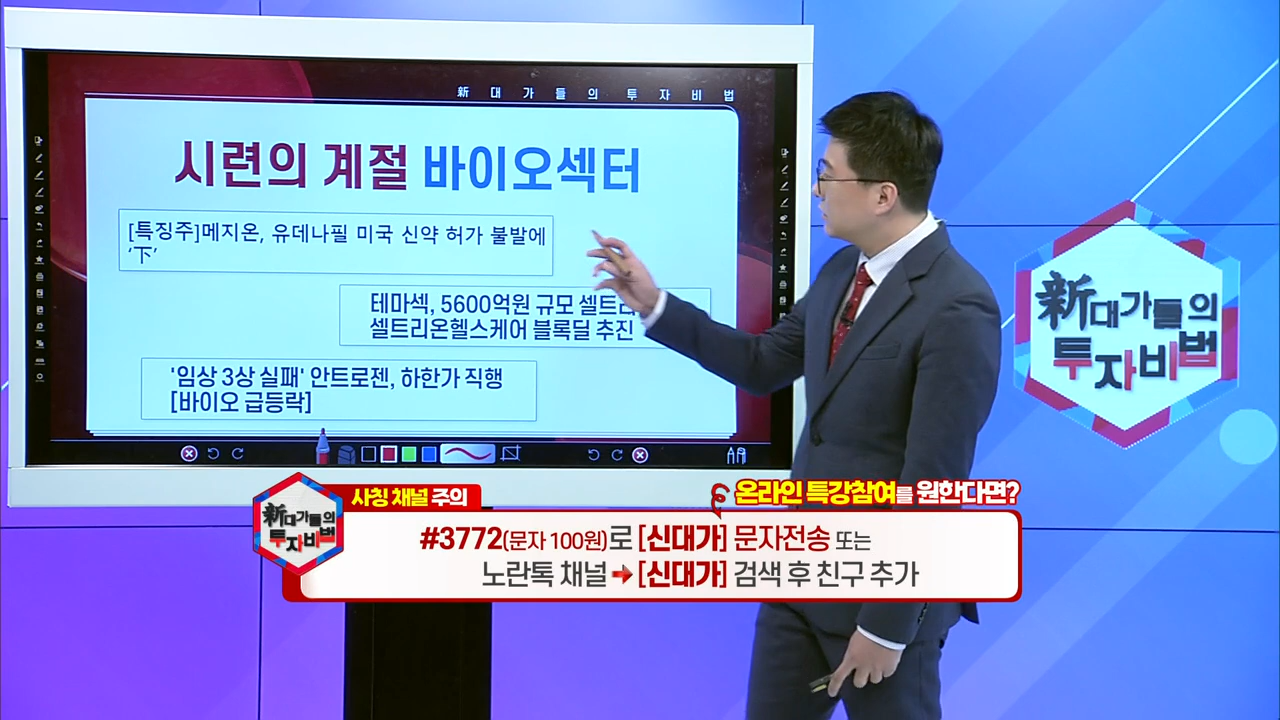 新대가들의 투자비법
시련의 계절 바이오섹터
[특징주]메지온, 유데나필 미국 신약 허가 불발에
‘下’
테마섹, 5600억원 규모
셀트리온헬스케어 블록딜 추진
'임상 3상 실패' 안트로젠, 하한가 직행
[바이오 급등락]
新대가들의
투자비법
사칭 채널 주의
온라인 특강참여를 원한다면?
新대가들의
투자비법
#3772(문자 100원)로 [신대가] 문자전송 또는
노란톡 채널 ➡ [신대가] 검색 후 친구 추가